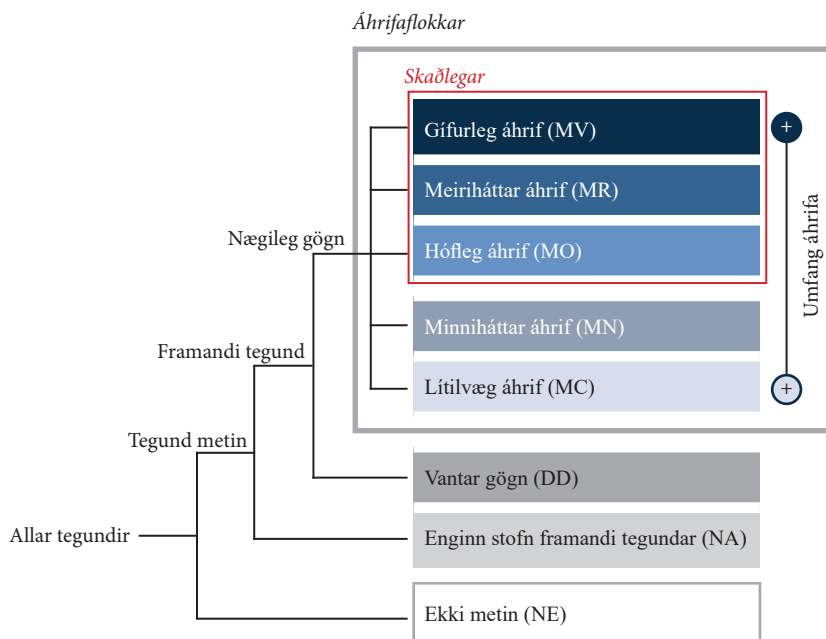 Áhrifaflokkar
Skaðlegar
Gífurleg áhrif (MV)
+
Meiriháttar áhrif (MR)
Nægileg gögn
Hófleg áhrif (MO)
Umfang áhrifa
Minniháttar áhrif (MN)
Framandi tegund
Lítilvæg áhrif (MC)
+
Tegund metin
Vantar gögn (DD)
Allar tegundir
Enginn stofn framandi tegundar (NA)
Ekki metin (NE)